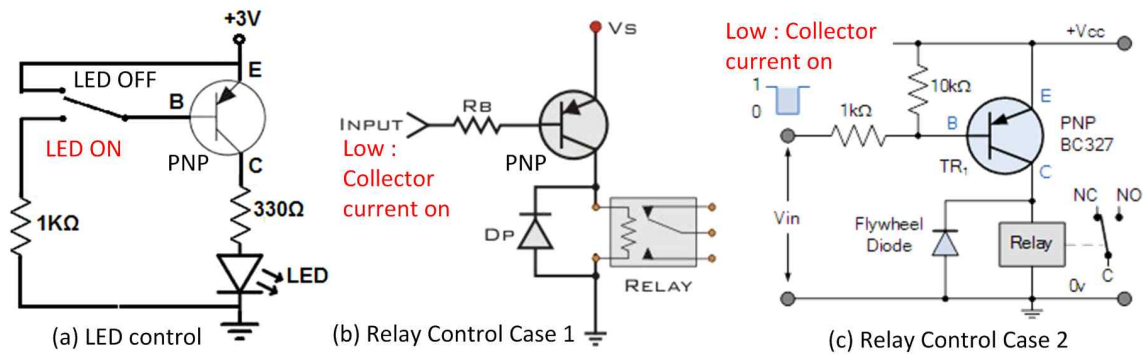 +3V
LED OFF
E
B
LED ON
PNP
C
1KΩ
330Ω
LED
(a) LED control
Vs
RB
INPUT
PNP
Low :
Collector
current on
DP
RELAY
(b) Relay Control Case 1
Low : Collector
current on
+Vcc
1
0
10kΩ
1kΩ
E
B
PNP
BC327
TR1
C
Vin
Flywheel
Diode
Relay
NC
NO
C
0v
(c) Relay Control Case 2